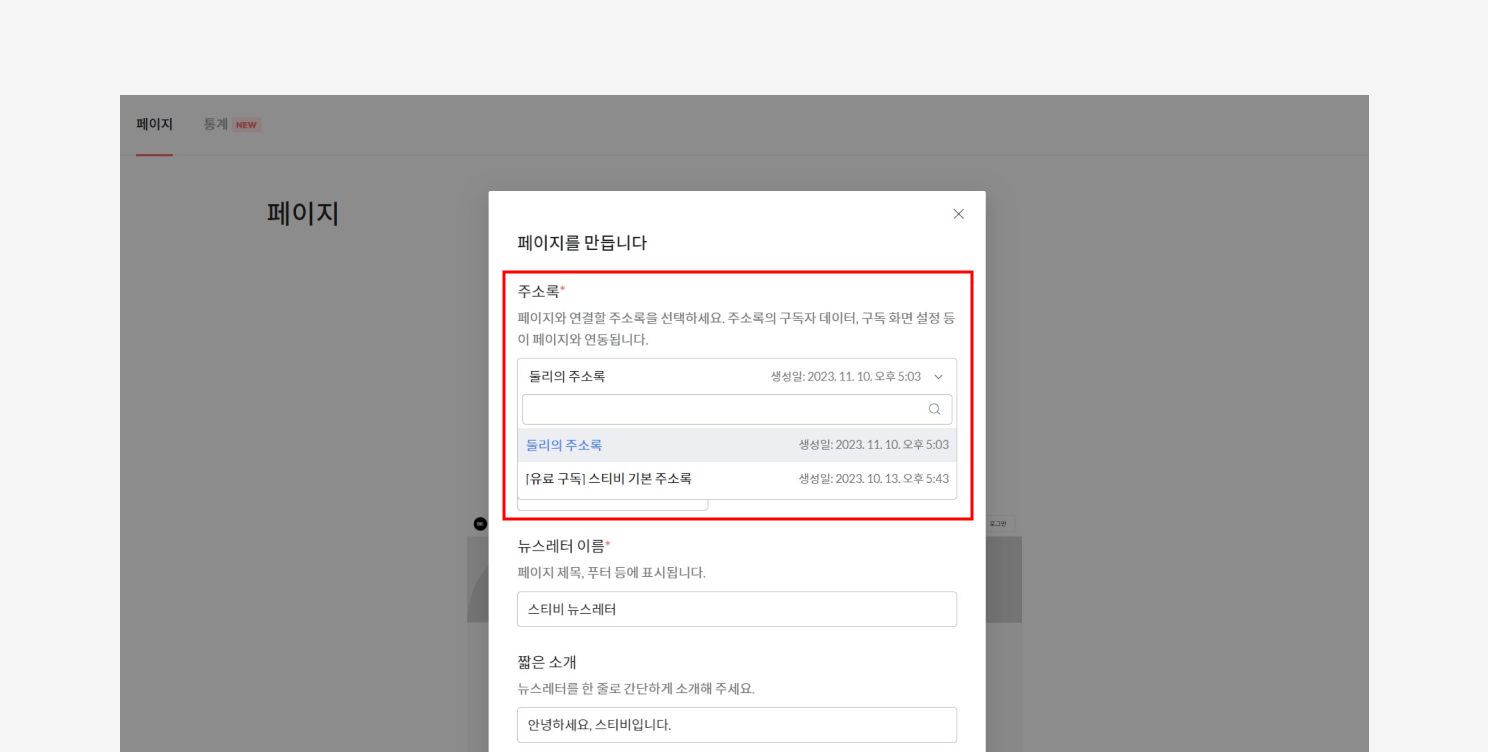 페이지 통계 NEW
페이지
페이지를 만듭니다
주소록*
페이지와 연결할 주소록을 선택하세요. 주소록의 구독자 데이터, 구독 화면 설정 등
이 페이지와 연동됩니다.
둘리의 주소록 생성일: 2023. 11. 10. 오후 5:03
둘리의 주소록 생성일: 2023. 11. 10. 오후 5:03
[유료 구독] 스티비 기본 주소록 생성일: 2023. 10. 13. 오후 5:43
로그인
뉴스레터 이름*
페이지 제목, 푸터 등에 표시됩니다.
스티비 뉴스레터
짧은 소개
뉴스레터를 한 줄로 간단하게 소개해 주세요.
안녕하세요, 스티비입니다.